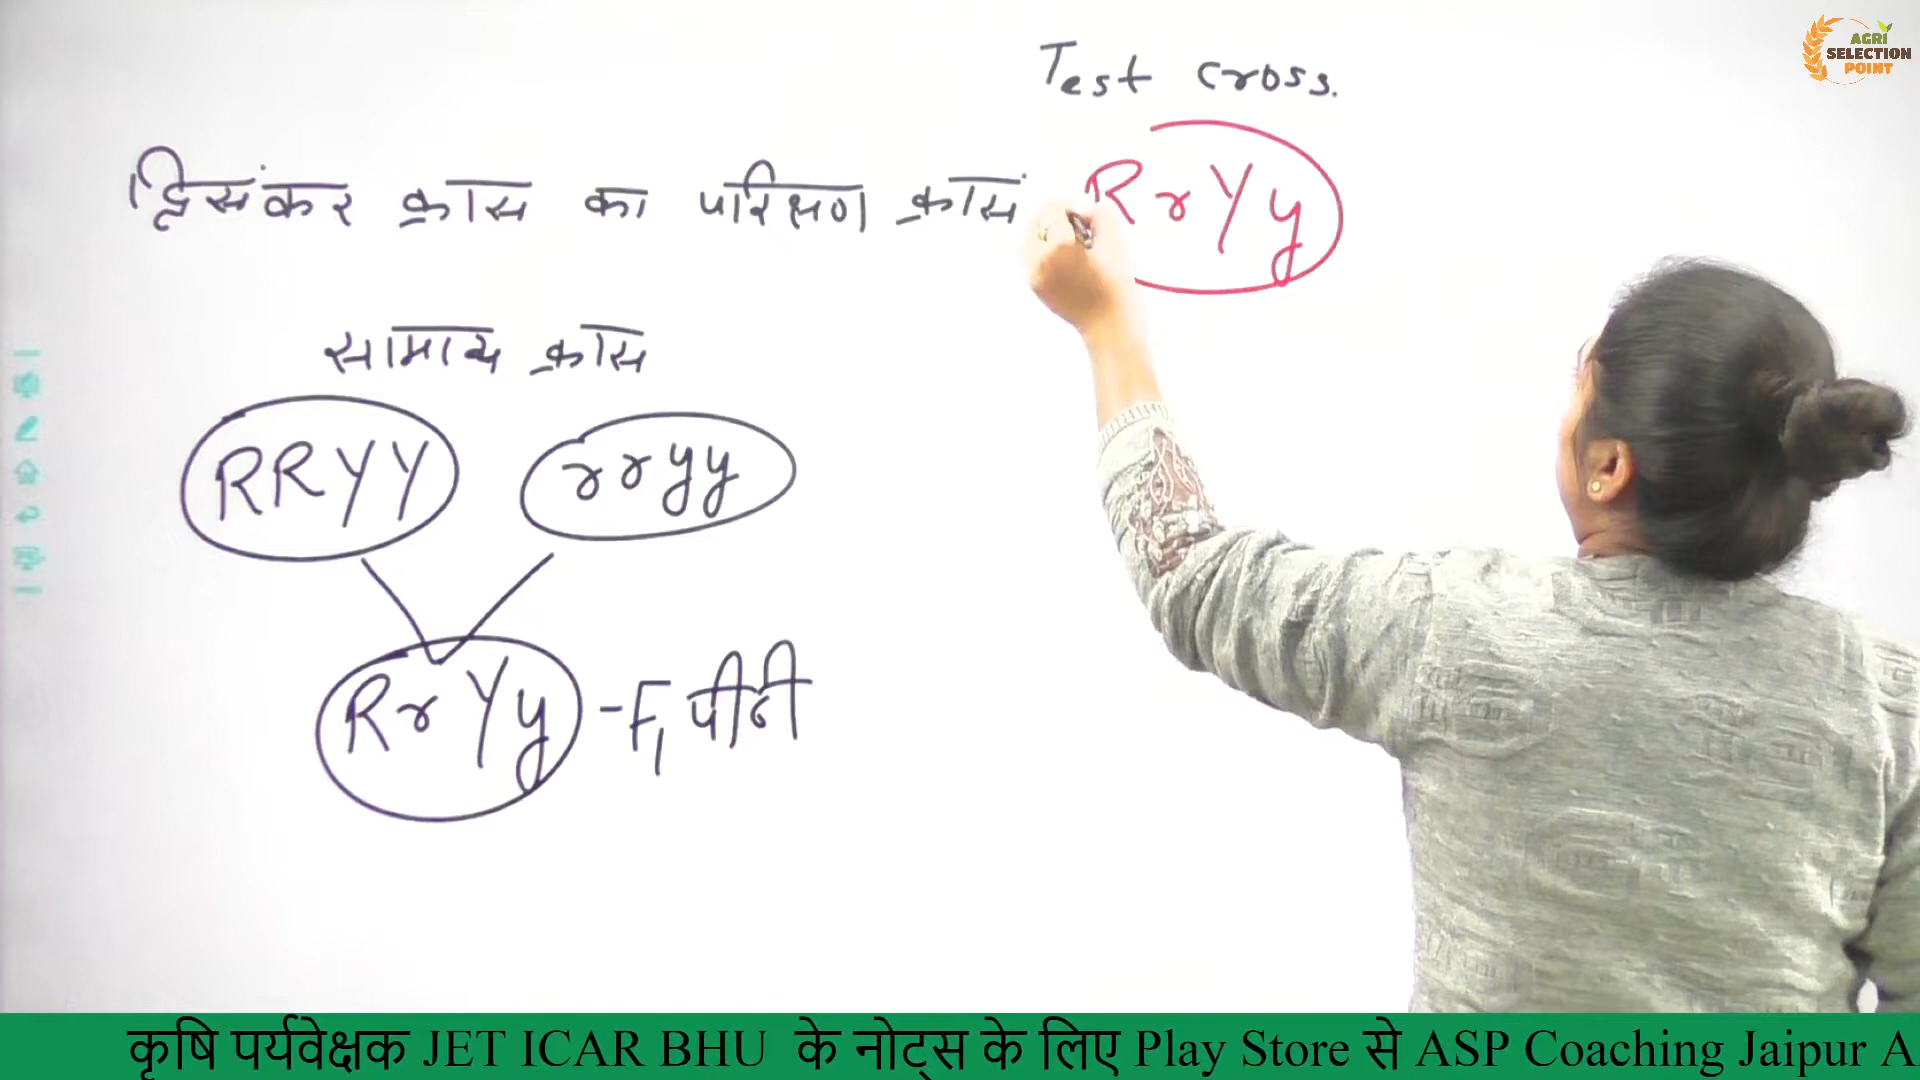 Test cross.
द्विसंकर क्रास का परिक्षण क्रासं RrYy
सामान्य क्रास
RRYY rryy
RrYy - F1 पीढी
AGRI
SELECTION
POINT
कृषि पर्यवेक्षक JET ICAR BHU के नोट्स के लिए Play Store से ASP Coaching Jaipur A